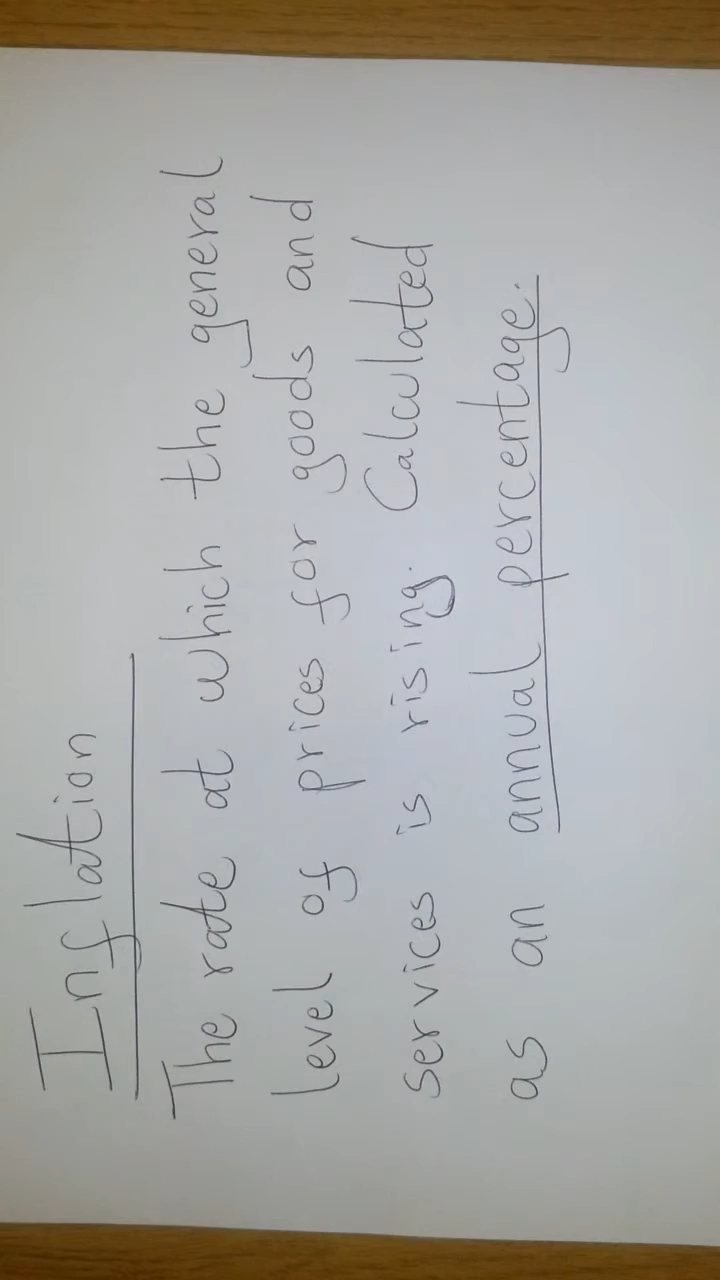 Inflation
The rate at which the general
level of prices for goods and
services is rising. Calculated
as an annual percentage.